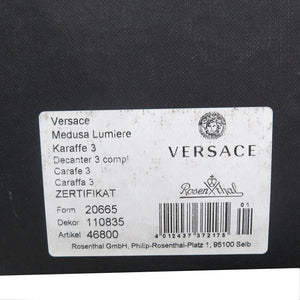 Versace
Medusa Lumiere
Karaffe 3
Decanter 3 compl
Carafe 3
Caraffa 3
ZERTIFIKAT
Form 20665
Dekor 110835
Artikel 46800
VERSACE
Rosenthal
01
4 012437 372175
Rosenthal GmbH, Philip-Rosenthal-Platz 1, 95100 Selb